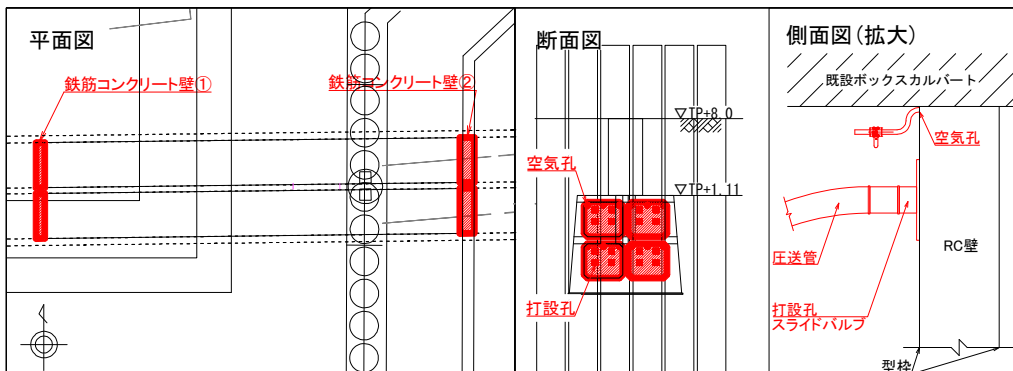 平面図
鉄筋コンクリート壁①
鉄筋コンクリート壁②
断面図
▽TP+8.0
空気孔
▽TP+1.11
打設孔
側面図(拡大)
既設ボックスカルバート
空気孔
圧送管
RC壁
打設孔
スライドバルブ
型枠